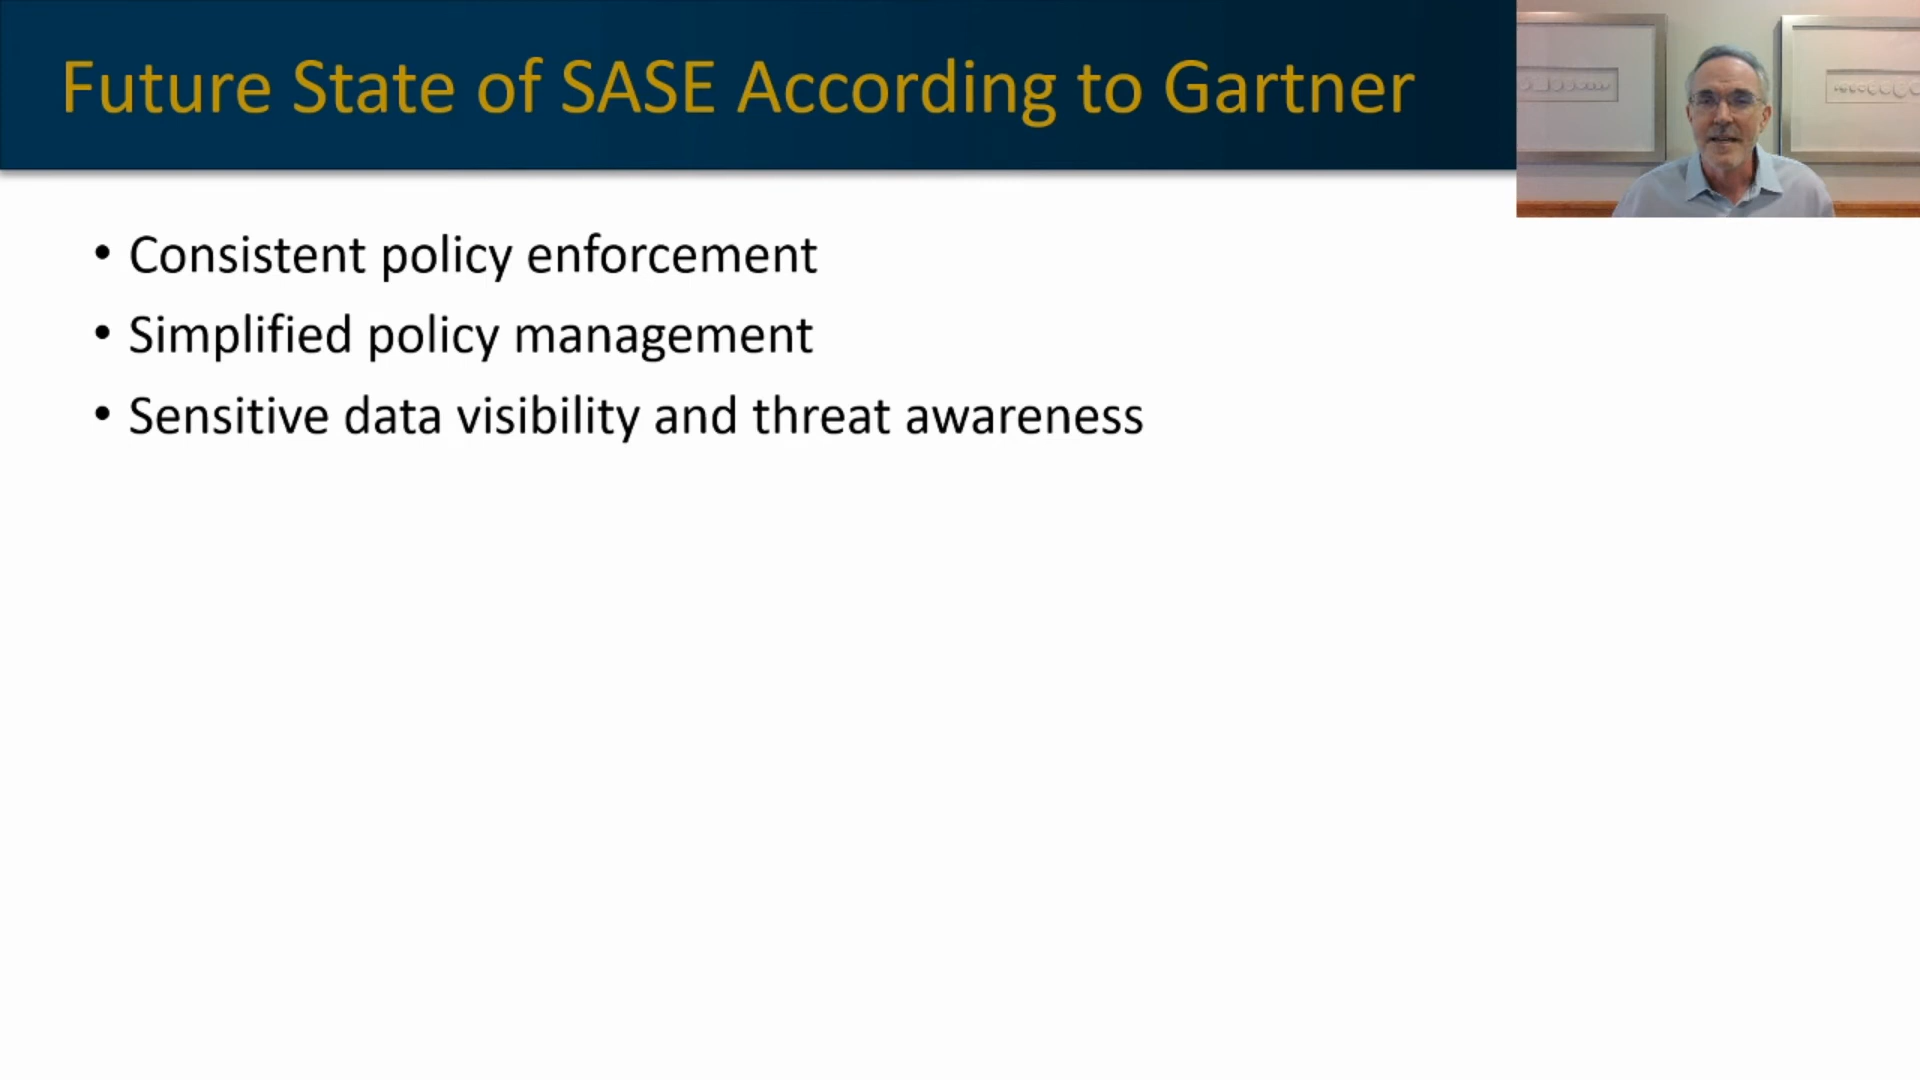 Future State of SASE According to Gartner
• Consistent policy enforcement
• Simplified policy management
• Sensitive data visibility and threat awareness